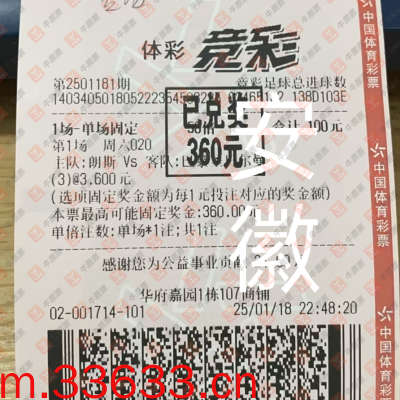 体彩 竞彩
第2501181期 竞彩足球总进球数
已兑奖
360元
1场-单场固定 50倍 合计 100元
第1场 周六020
主队:朗斯 Vs 客队:巴
(3)@3.600元
(选项固定奖金额为每1元投注对应的奖金额)
本票最高可能固定奖金:360.00元
单倍注数:单场*1注;共1注
感谢您为公益事业贡献
华府嘉园1栋107商铺
02-001714-101 25/01/18 22:48:20
安徽
m.33633.cn
中国体育彩票
中国体育彩票